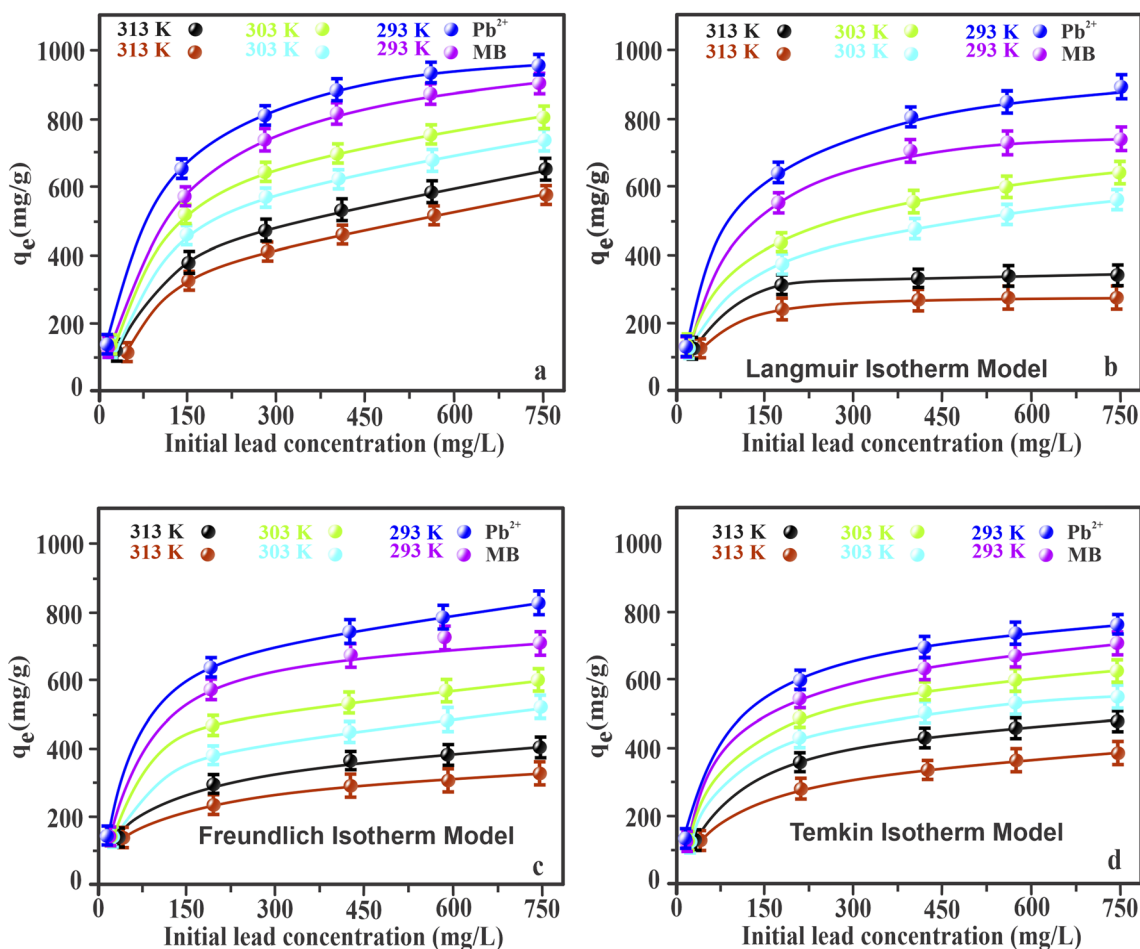 313 K 303 K 293 K Pb²⁺
313 K 303 K 293 K MB
1000
800
600
400
200
0
qe(mg/g)
a
0 150 300 450 600 750
Initial lead concentration (mg/L)
313 K 303 K 293 K Pb²⁺
313 K 303 K 293 K MB
1000
800
600
400
200
0
qe(mg/g)
Langmuir Isotherm Model b
0 150 300 450 600 750
Initial lead concentration (mg/L)
313 K 303 K 293 K Pb²⁺
313 K 303 K 293 K MB
1000
800
600
400
200
0
qe(mg/g)
Freundlich Isotherm Model c
0 150 300 450 600 750
Initial lead concentration (mg/L)
313 K 303 K 293 K Pb²⁺
313 K 303 K 293 K MB
1000
800
600
400
200
0
qe(mg/g)
Temkin Isotherm Model d
0 150 300 450 600 750
Initial lead concentration (mg/L)